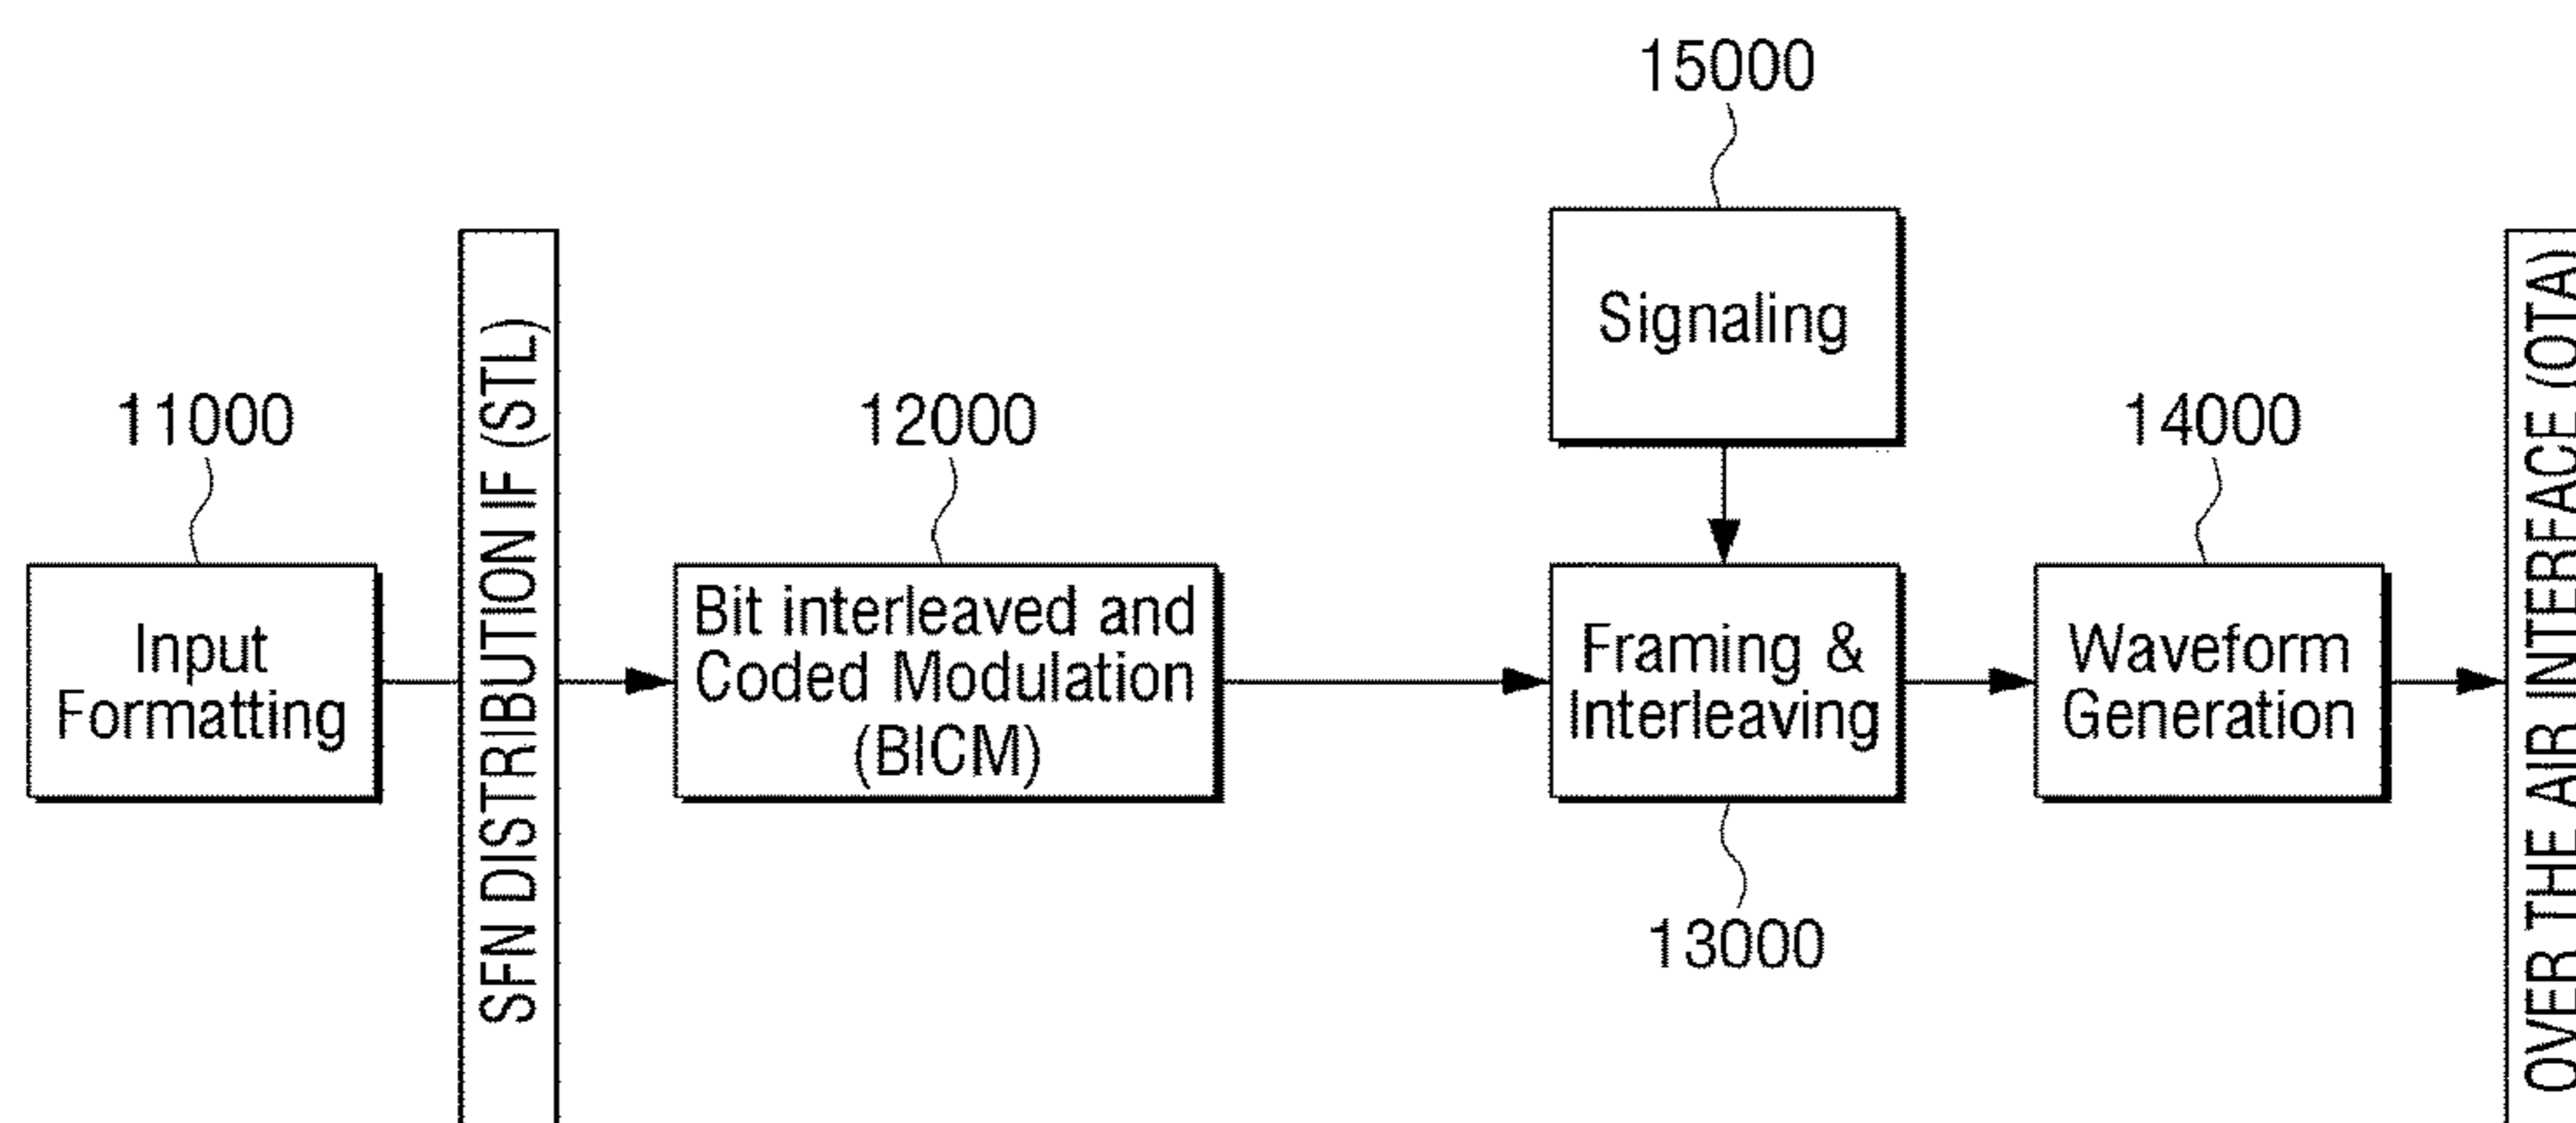 15000
Signaling
11000
12000
14000
Input
Formatting
SFN DISTRIBUTION IF (STL)
Bit interleaved and
Coded Modulation
(BICM)
Framing &
Interleaving
Waveform
Generation
OVER THE AIR INTERFACE (OTA)
13000